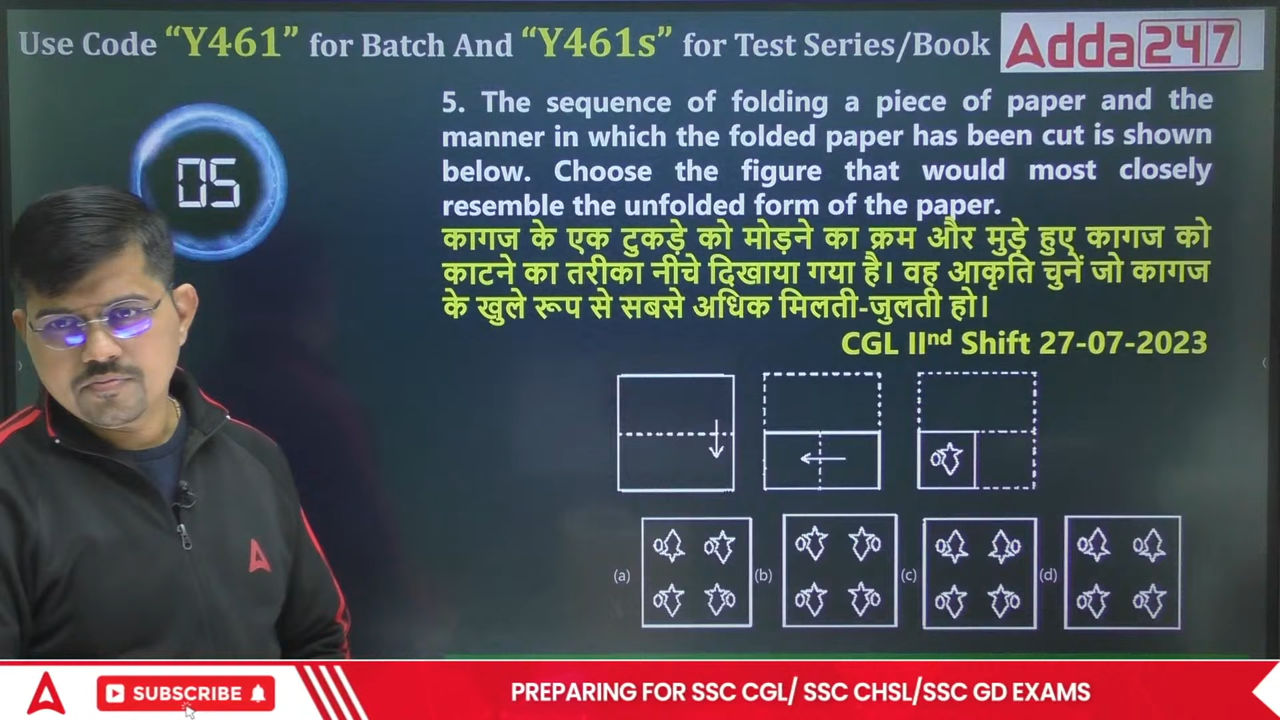 Use Code “Y461” for Batch And “Y461s” for Test Series/Book
Adda247
05
5. The sequence of folding a piece of paper and the
manner in which the folded paper has been cut is shown
below. Choose the figure that would most closely
resemble the unfolded form of the paper.
कागज के एक टुकड़े को मोड़ने का क्रम और मुड़े हुए कागज को
काटने का तरीका नीचे दिखाया गया है। वह आकृति चुनें जो कागज
के खुले रूप से सबसे अधिक मिलती-जुलती हो।
CGL IInd Shift 27-07-2023
(a) (b) (c) (d)
SUBSCRIBE
PREPARING FOR SSC CGL/ SSC CHSL/SSC GD EXAMS